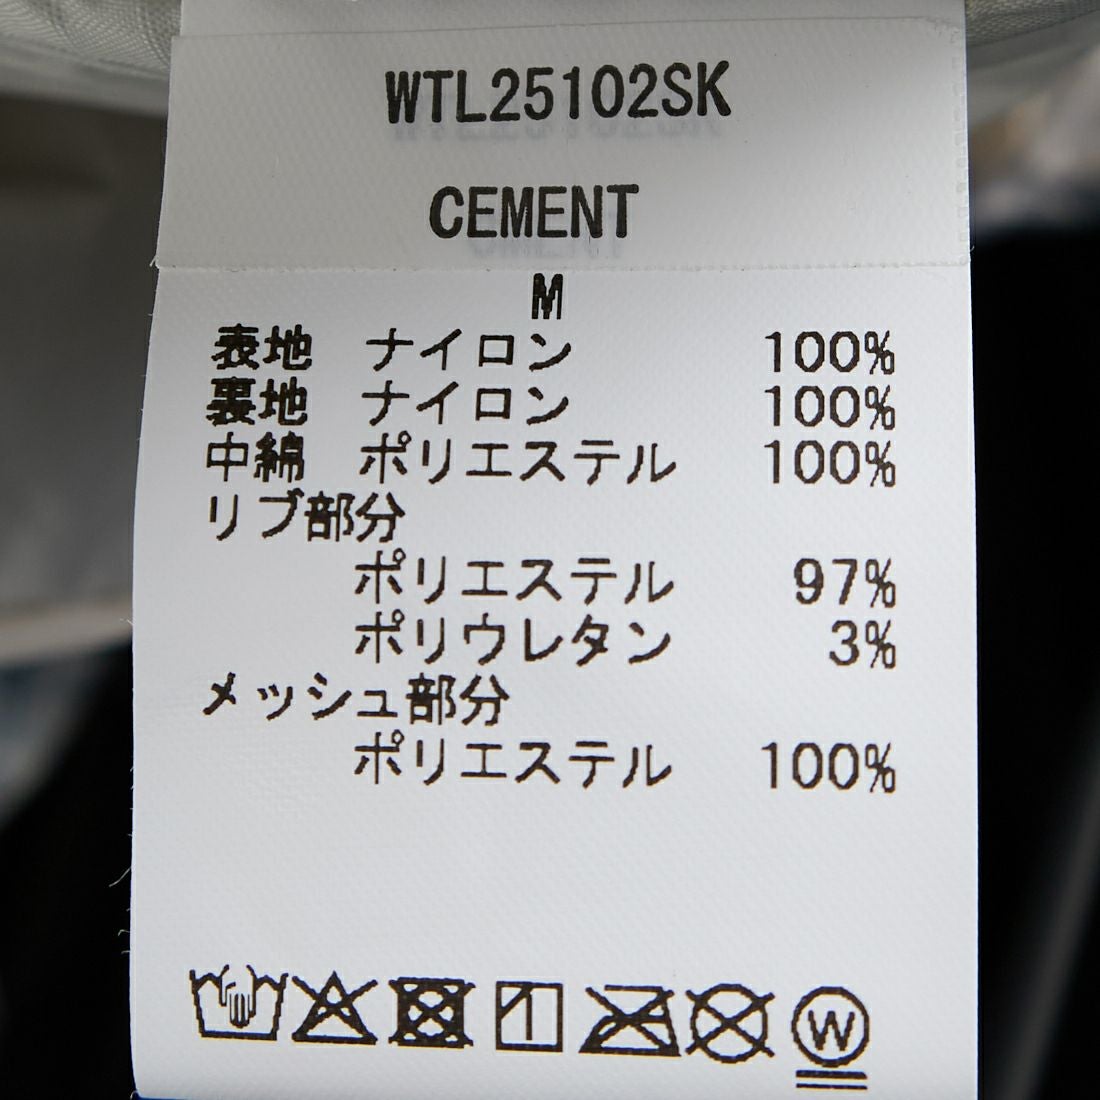 WTL25102SK
CEMENT
M
表地 ナイロン 100%
裏地 ナイロン 100%
中綿 ポリエステル 100%
リブ部分
ポリエステル 97%
ポリウレタン 3%
メッシュ部分
ポリエステル 100%
W